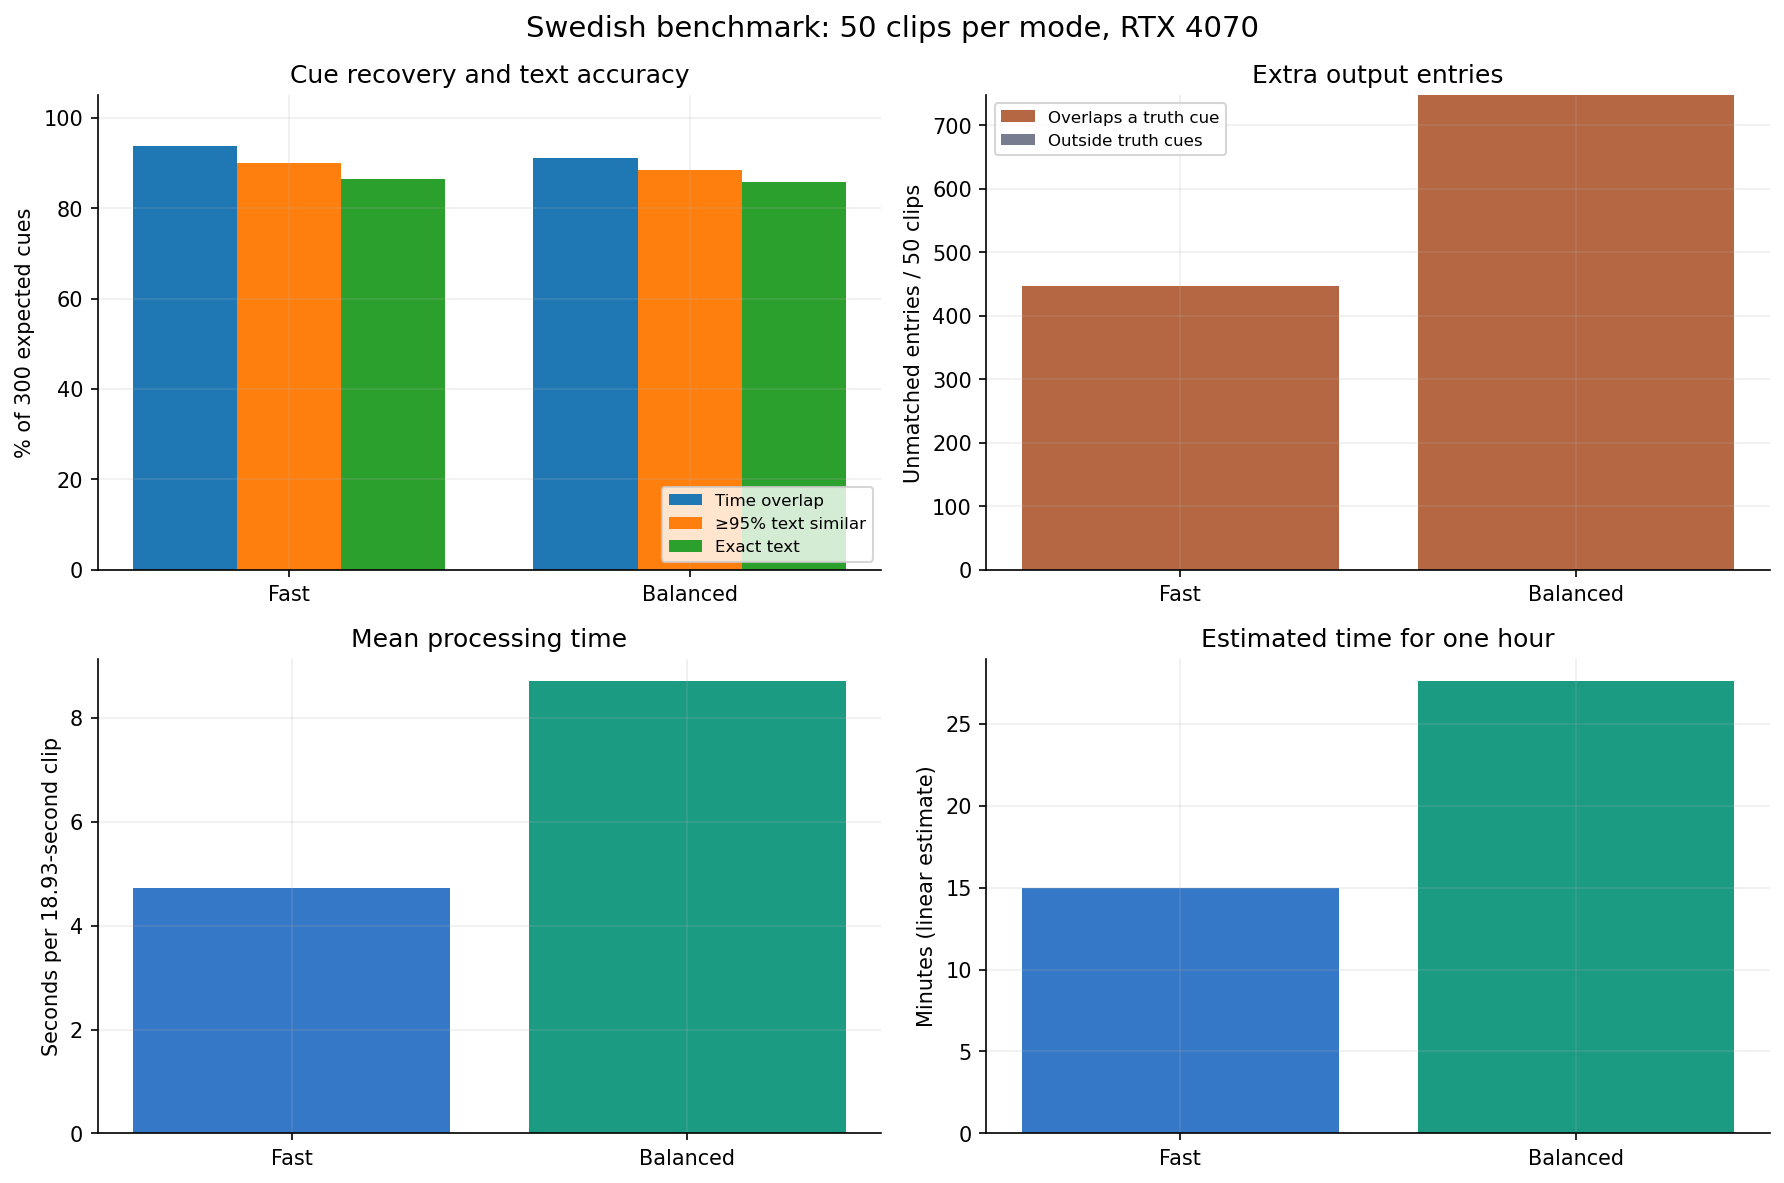 Swedish benchmark: 50 clips per mode, RTX 4070
Cue recovery and text accuracy
% of 300 expected cues
100
80
60
40
20
0
Time overlap
≥95% text similar
Exact text
Fast
Balanced
Extra output entries
Unmatched entries / 50 clips
700
600
500
400
300
200
100
0
Overlaps a truth cue
Outside truth cues
Fast
Balanced
Mean processing time
Seconds per 18.93-second clip
8
6
4
2
0
Fast
Balanced
Estimated time for one hour
Minutes (linear estimate)
25
20
15
10
5
0
Fast
Balanced